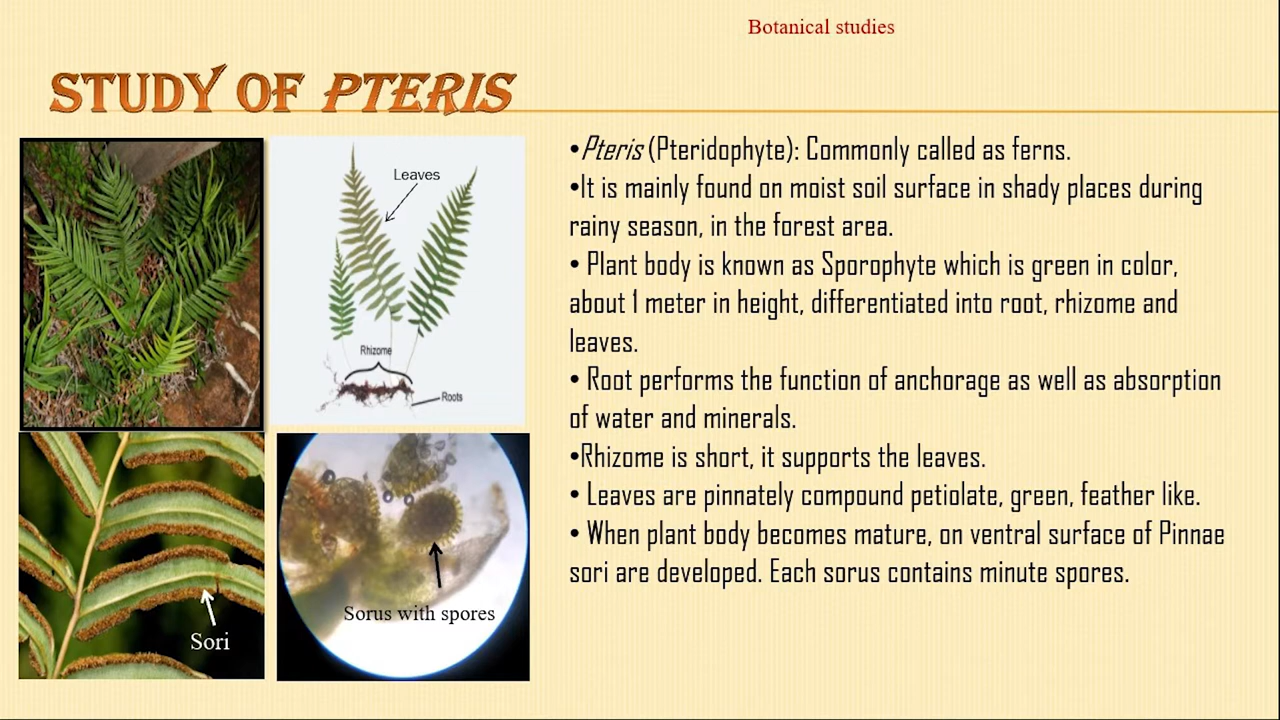 Botanical studies
STUDY OF PTERIS
Leaves
Rhizome
Roots
Sori
Sorus with spores
•Pteris (Pteridophyte): Commonly called as ferns.
•It is mainly found on moist soil surface in shady places during
rainy season, in the forest area.
• Plant body is known as Sporophyte which is green in color,
about 1 meter in height, differentiated into root, rhizome and
leaves.
• Root performs the function of anchorage as well as absorption
of water and minerals.
•Rhizome is short, it supports the leaves.
• Leaves are pinnately compound petiolate, green, feather like.
• When plant body becomes mature, on ventral surface of Pinnae
sori are developed. Each sorus contains minute spores.